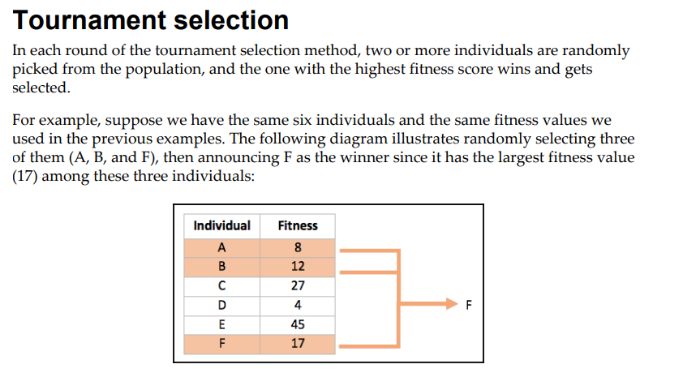 Tournament selection
In each round of the tournament selection method, two or more individuals are randomly
picked from the population, and the one with the highest fitness score wins and gets
selected.
For example, suppose we have the same six individuals and the same fitness values we
used in the previous examples. The following diagram illustrates randomly selecting three
of them (A, B, and F), then announcing F as the winner since it has the largest fitness value
(17) among these three individuals:
Individual Fitness
A 8
B 12
C 27
D 4
E 45
F 17
F